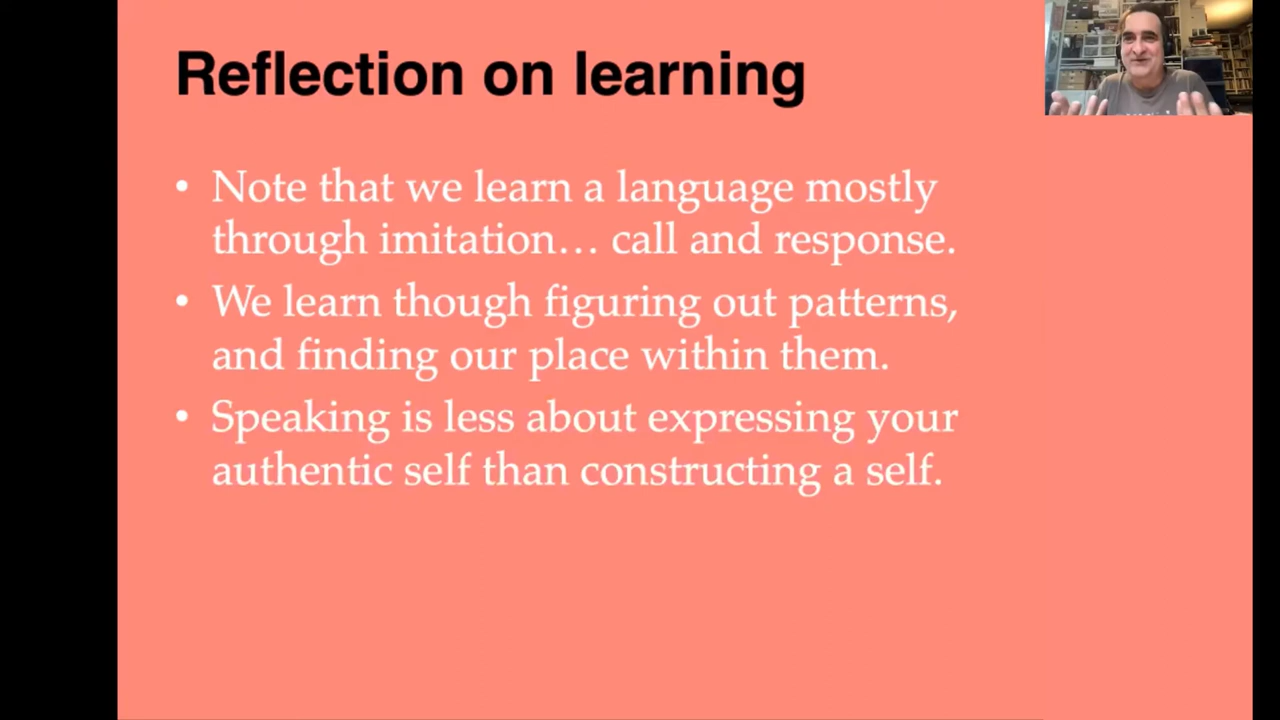 Reflection on learning
• Note that we learn a language mostly
through imitation… call and response.
• We learn though figuring out patterns,
and finding our place within them.
• Speaking is less about expressing your
authentic self than constructing a self.